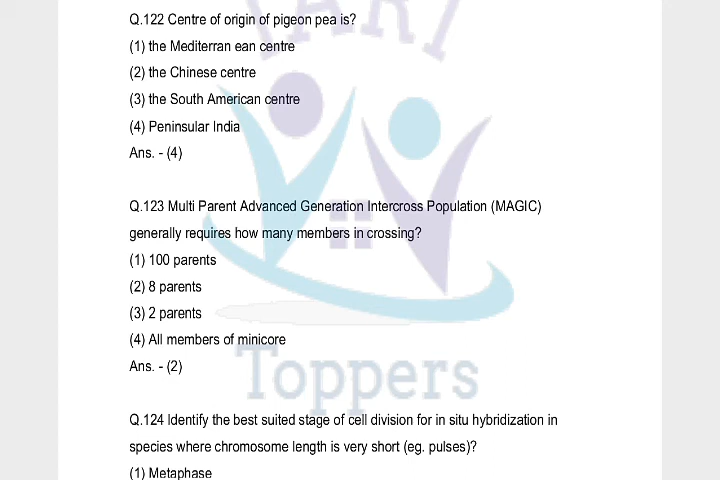 IARI
Q.122 Centre of origin of pigeon pea is?
(1) the Mediterran ean centre
(2) the Chinese centre
(3) the South American centre
(4) Peninsular India
Ans. - (4)
Q.123 Multi Parent Advanced Generation Intercross Population (MAGIC)
generally requires how many members in crossing?
(1) 100 parents
(2) 8 parents
(3) 2 parents
(4) All members of minicore
Ans. - (2)
Toppers
Q.124 Identify the best suited stage of cell division for in situ hybridization in
species where chromosome length is very short (eg. pulses)?
(1) Metaphase